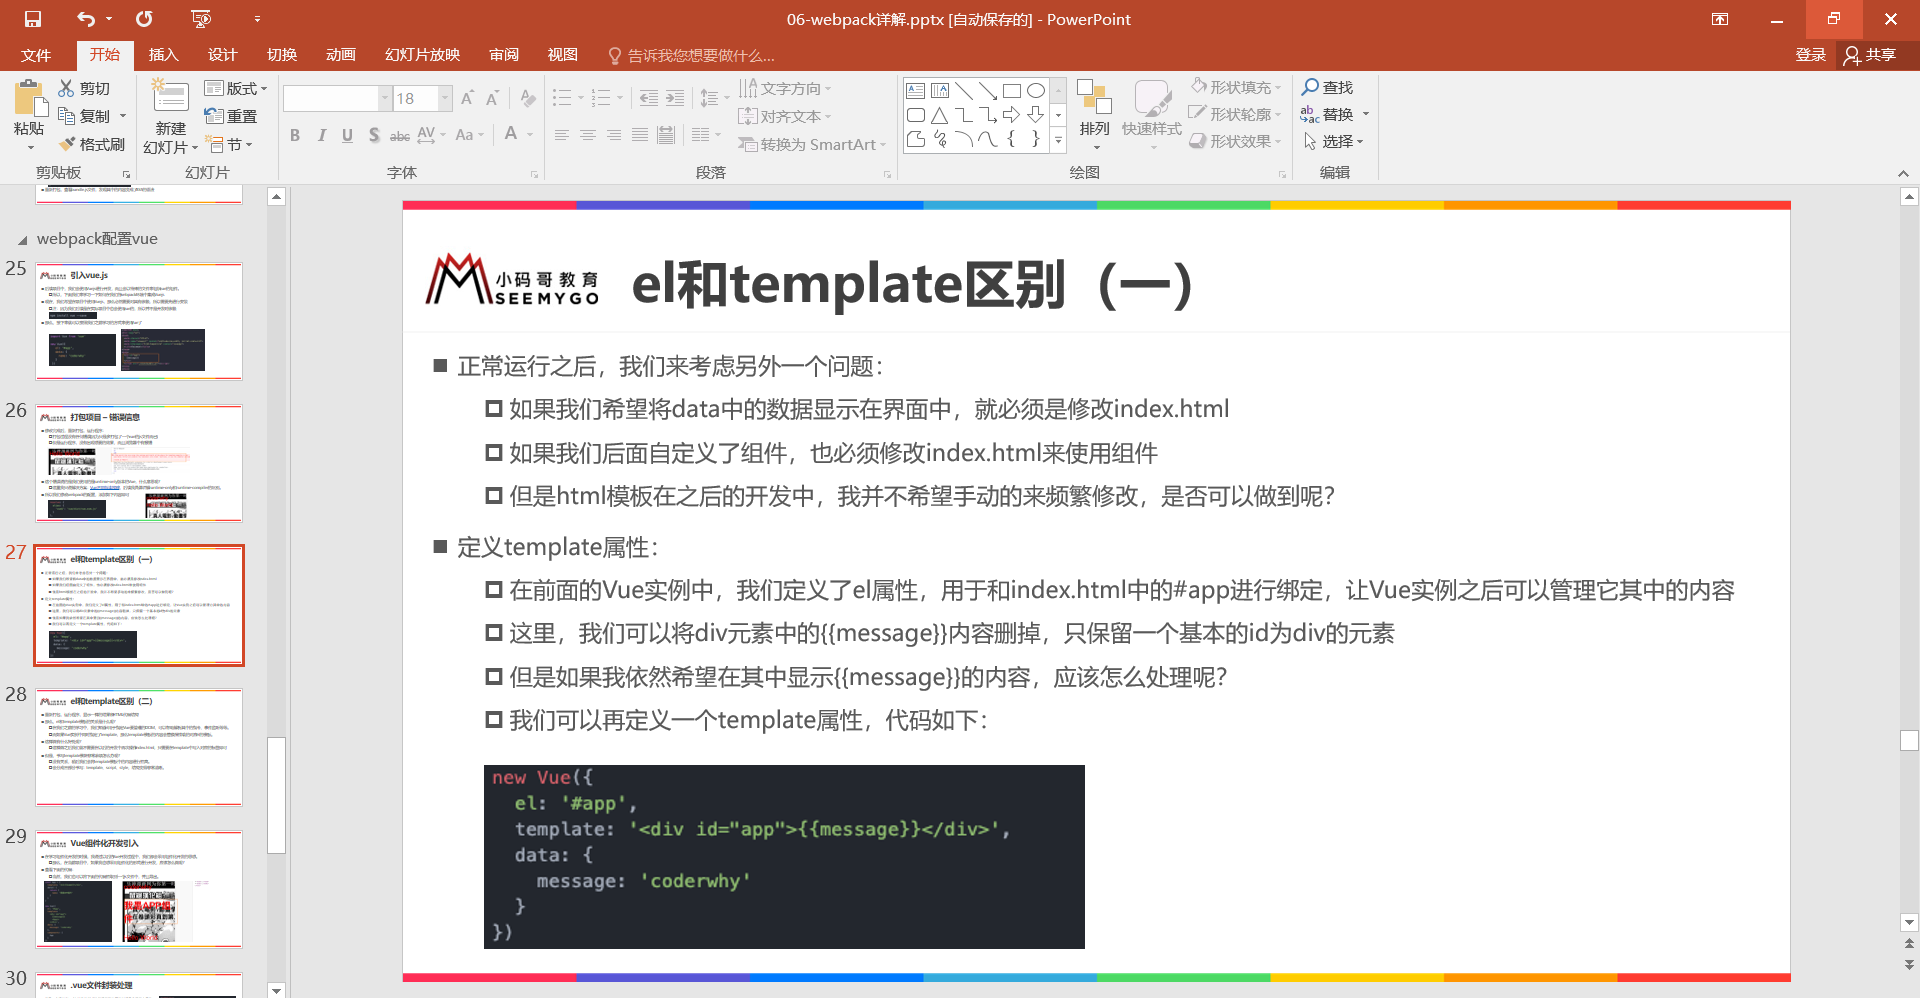 06-webpack详解.pptx [自动保存的] - PowerPoint
文件 开始 插入 设计 切换 动画 幻灯片放映 审阅 视图 告诉我您想要做什么... 登录 共享
粘贴 剪切 复制 格式刷 剪贴板
新建幻灯片 版式 重置 节 幻灯片
18 B I U S abc AV Aa A 字体
文字方向 对齐文本 转换为 SmartArt 段落
排列 快速样式 形状填充 形状轮廓 形状效果 绘图
查找 替换 选择 编辑
webpack配置vue
25 引入vue.js
26 打包项目 – 错误信息
27 el和template区别（一）
28 el和template区别（二）
29 Vue组件化开发引入
30 .vue文件封装处理
小码哥教育
SEEMYGO
el和template区别（一）
正常运行之后，我们来考虑另外一个问题：
如果我们希望将data中的数据显示在界面中，就必须是修改index.html
如果我们后面自定义了组件，也必须修改index.html来使用组件
但是html模板在之后的开发中，我并不希望手动的来频繁修改，是否可以做到呢？
定义template属性：
在前面的Vue实例中，我们定义了el属性，用于和index.html中的#app进行绑定，让Vue实例之后可以管理它其中的内容
这里，我们可以将div元素中的{{message}}内容删掉，只保留一个基本的id为div的元素
但是如果我依然希望在其中显示{{message}}的内容，应该怎么处理呢？
我们可以再定义一个template属性，代码如下：
new Vue({
el: '#app',
template: '<div id="app">{{message}}</div>',
data: {
message: 'coderwhy'
}
})